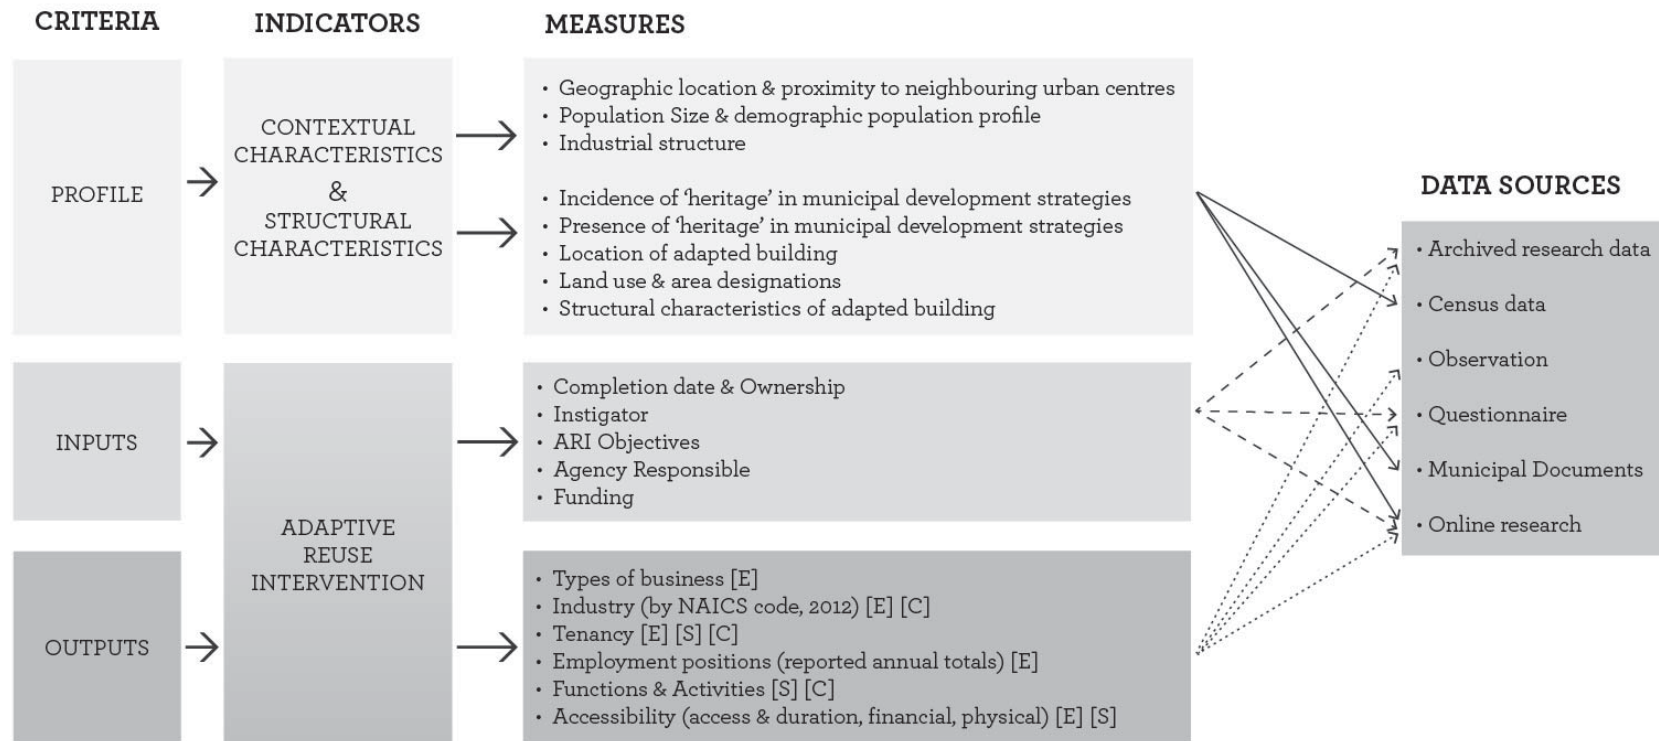 CRITERIA
INDICATORS
MEASURES
PROFILE
CONTEXTUAL
CHARACTERISTICS
&
STRUCTURAL
CHARACTERISTICS
• Geographic location & proximity to neighbouring urban centres
• Population Size & demographic population profile
• Industrial structure
• Incidence of ‘heritage’ in municipal development strategies
• Presence of ‘heritage’ in municipal development strategies
• Location of adapted building
• Land use & area designations
• Structural characteristics of adapted building
INPUTS
ADAPTIVE
REUSE
INTERVENTION
• Completion date & Ownership
• Instigator
• ARI Objectives
• Agency Responsible
• Funding
OUTPUTS
• Types of business [E]
• Industry (by NAICS code, 2012) [E] [C]
• Tenancy [E] [S] [C]
• Employment positions (reported annual totals) [E]
• Functions & Activities [S] [C]
• Accessibility (access & duration, financial, physical) [E] [S]
DATA SOURCES
• Archived research data
• Census data
• Observation
• Questionnaire
• Municipal Documents
• Online research